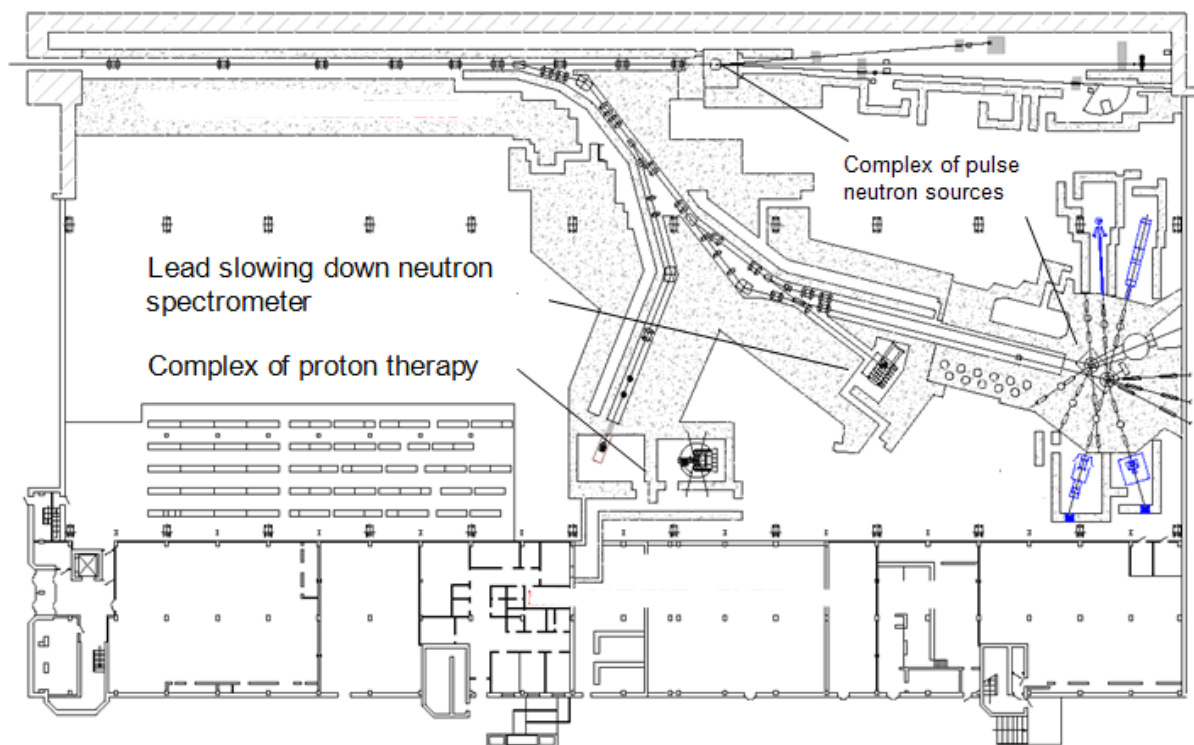 Complex of pulse
neutron sources
Lead slowing down neutron
spectrometer
Complex of proton therapy